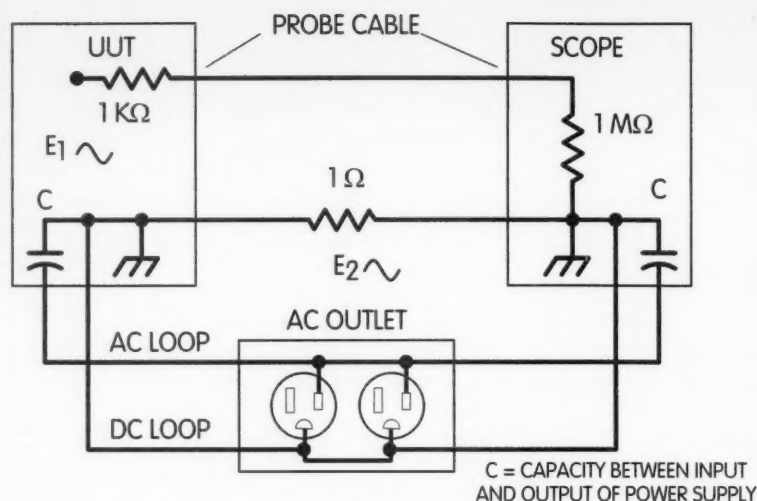 PROBE CABLE
UUT
SCOPE
1 KΩ
1 MΩ
E1
1 Ω
C
C
E2
AC OUTLET
AC LOOP
DC LOOP
C = CAPACITY BETWEEN INPUT
AND OUTPUT OF POWER SUPPLY